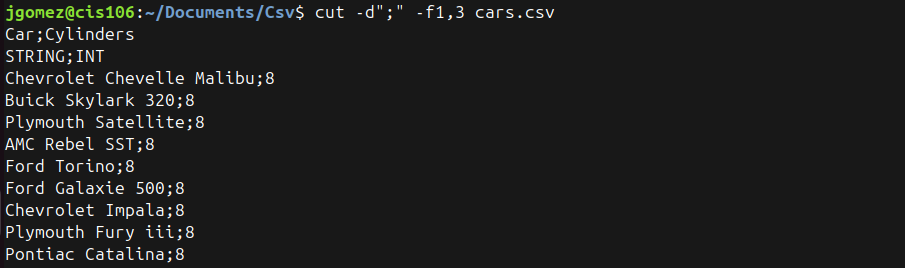 jgomez@cis106:~/Documents/Csv$ cut -d";" -f1,3 cars.csv
Car;Cylinders
STRING;INT
Chevrolet Chevelle Malibu;8
Buick Skylark 320;8
Plymouth Satellite;8
AMC Rebel SST;8
Ford Torino;8
Ford Galaxie 500;8
Chevrolet Impala;8
Plymouth Fury iii;8
Pontiac Catalina;8